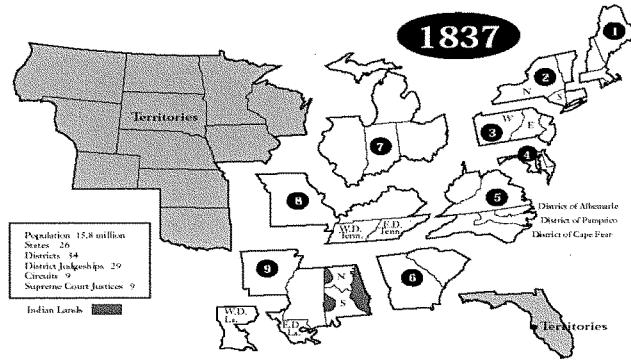 1837
1
2
N
S
Territories
W
3
E
4
7
8
5
District of Albemarle
District of Pamptico
District of Cape Fear
W.D.
Tenn.
E.D.
Tenn.
Population 15.8 million
States 26
Districts 34
District Judgeships 29
Circuits 9
Supreme Court Justices 9
Indian Lands
9
N
S
6
W.D.
La.
E.D.
La.
Territories